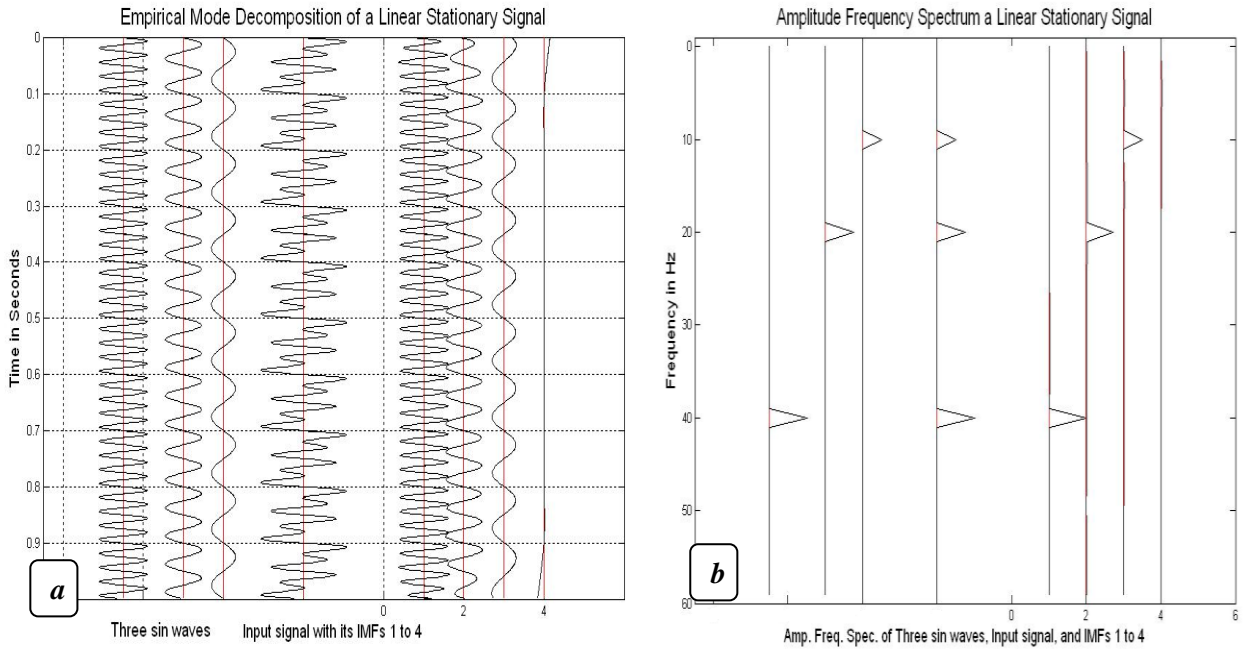 Empirical Mode Decomposition of a Linear Stationary Signal
Time in Seconds
0
0.1
0.2
0.3
0.4
0.5
0.6
0.7
0.8
0.9
a
0 2 4
Three sin waves Input signal with its IMFs 1 to 4
Amplitude Frequency Spectrum a Linear Stationary Signal
Frequency in Hz
0
10
20
30
40
50
60
b
0 2 4 6
Amp. Freq. Spec. of Three sin waves, Input signal, and IMFs 1 to 4